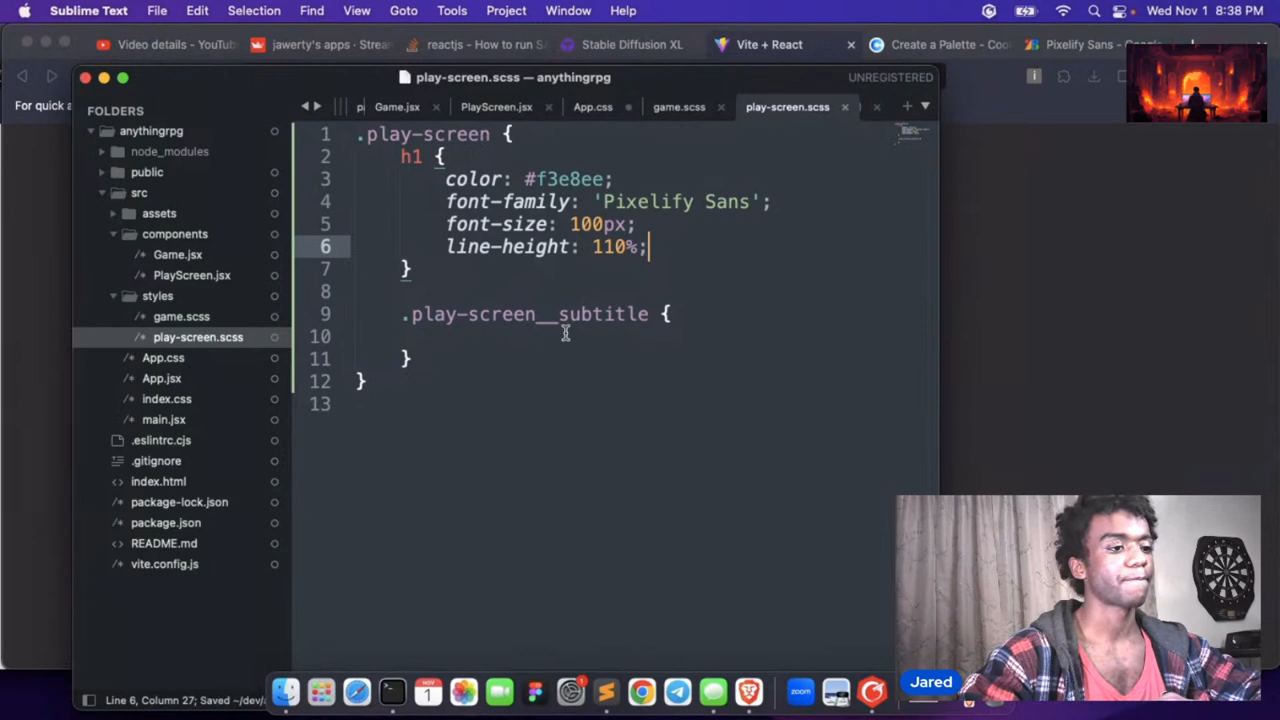 Sublime Text File Edit Selection Find View Goto Tools Project Window Help Wed Nov 1 8:38 PM
Video details - YouTu jawerty's apps : Strea reactjs - How to run S Stable Diffusion XL Vite + React Create a Palette - Coo Pixelify Sans -
For quick a
play-screen.scss — anythingrpg UNREGISTERED
p Game.jsx PlayScreen.jsx App.css game.scss play-screen.scss
FOLDERS
anythingrpg
node_modules
public
src
assets
components
Game.jsx
PlayScreen.jsx
styles
game.scss
play-screen.scss
App.css
App.jsx
index.css
main.jsx
.eslintrc.cjs
.gitignore
index.html
package-lock.json
package.json
README.md
vite.config.js
1 .play-screen {
2 h1 {
3 color: #f3e8ee;
4 font-family: 'Pixelify Sans';
5 font-size: 100px;
6 line-height: 110%;
7 }
8
9 .play-screen__subtitle {
10
11 }
12 }
13
Jared
NOV
1
zoom
Line 6, Column 27; Saved ~/dev/